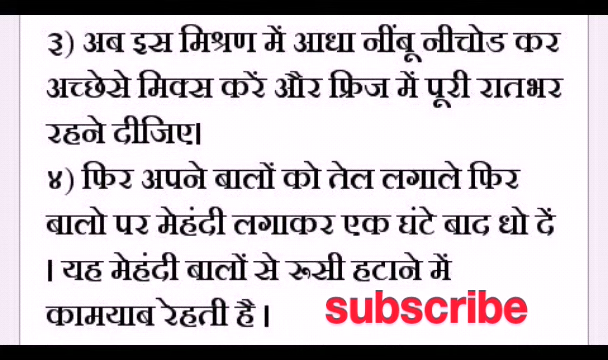 ३) अब इस मिश्रण में आधा नींबू नीचोड कर
अच्छेसे मिक्स करें और फ्रिज में पूरी रातभर
रहने दीजिए।
४) फिर अपने बालों को तेल लगाले फिर
बालो पर मेहंदी लगाकर एक घंटे बाद धो दें
। यह मेहंदी बालों से रूसी हटाने में
कामयाब रेहती है।
subscribe